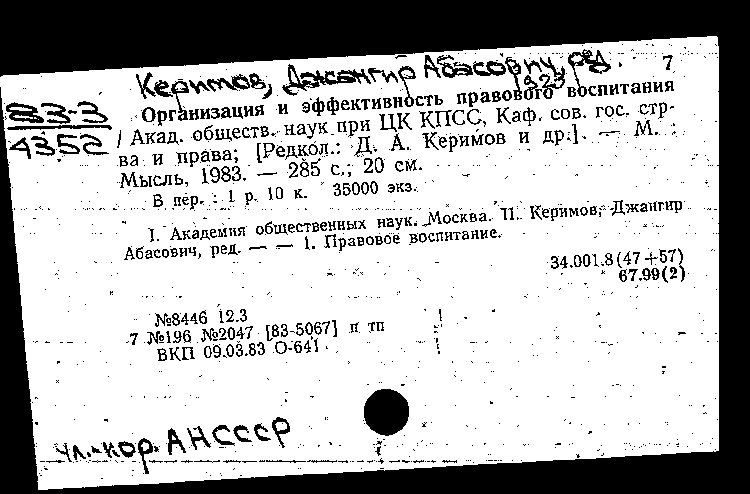 Керимов, Джангир Абасович, ред.
1923
7
83-3
4352
Организация и эффективность правового воспитания
/ Акад. обществ. наук при ЦК КПСС, Каф. сов. гос. стр-
ва и права; [Редкол.: Д. А. Керимов и др.]. — М. :
Мысль, 1983. — 285 с.; 20 см.
В пер. : 1 р. 10 к. 35000 экз.
I. Академия общественных наук. Москва. II. Керимов, Джангир
Абасович, ред. — — 1. Правовое воспитание.
34.001.8(47+57)
67.99(2)
№8446 12.3
7 №196 №2047 [83-5067] п тп
ВКП 09.03.83 О-641
чл.-кор. АНСССР